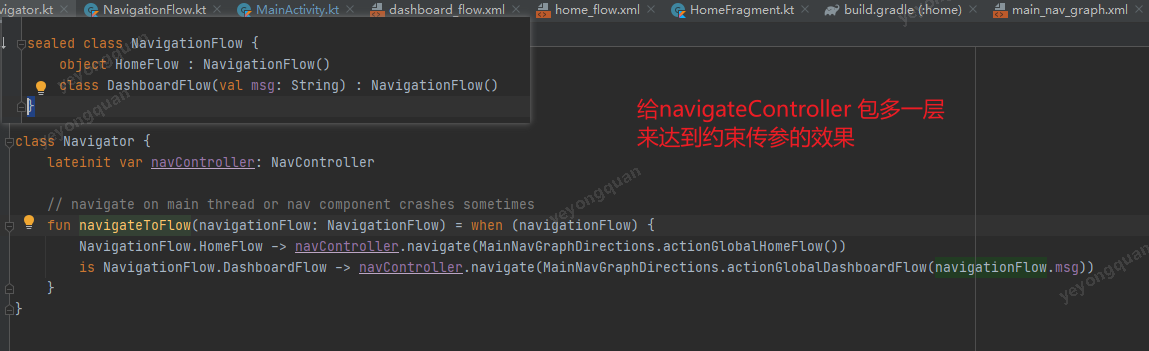 vigator.kt × NavigationFlow.kt × MainActivity.kt × dashboard_flow.xml × home_flow.xml × HomeFragment.kt × build.gradle (:home) × main_nav_graph.xml ×
sealed class NavigationFlow {
object HomeFlow : NavigationFlow()
class DashboardFlow(val msg: String) : NavigationFlow()
}
给navigateController 包多一层
来达到约束传参的效果
class Navigator {
lateinit var navController: NavController
// navigate on main thread or nav component crashes sometimes
fun navigateToFlow(navigationFlow: NavigationFlow) = when (navigationFlow) {
NavigationFlow.HomeFlow -> navController.navigate(MainNavGraphDirections.actionGlobalHomeFlow())
is NavigationFlow.DashboardFlow -> navController.navigate(MainNavGraphDirections.actionGlobalDashboardFlow(navigationFlow.msg))
}
}
yeyongquan
yeyongquan
yeyongquan
yeyongquan
yeyongquan